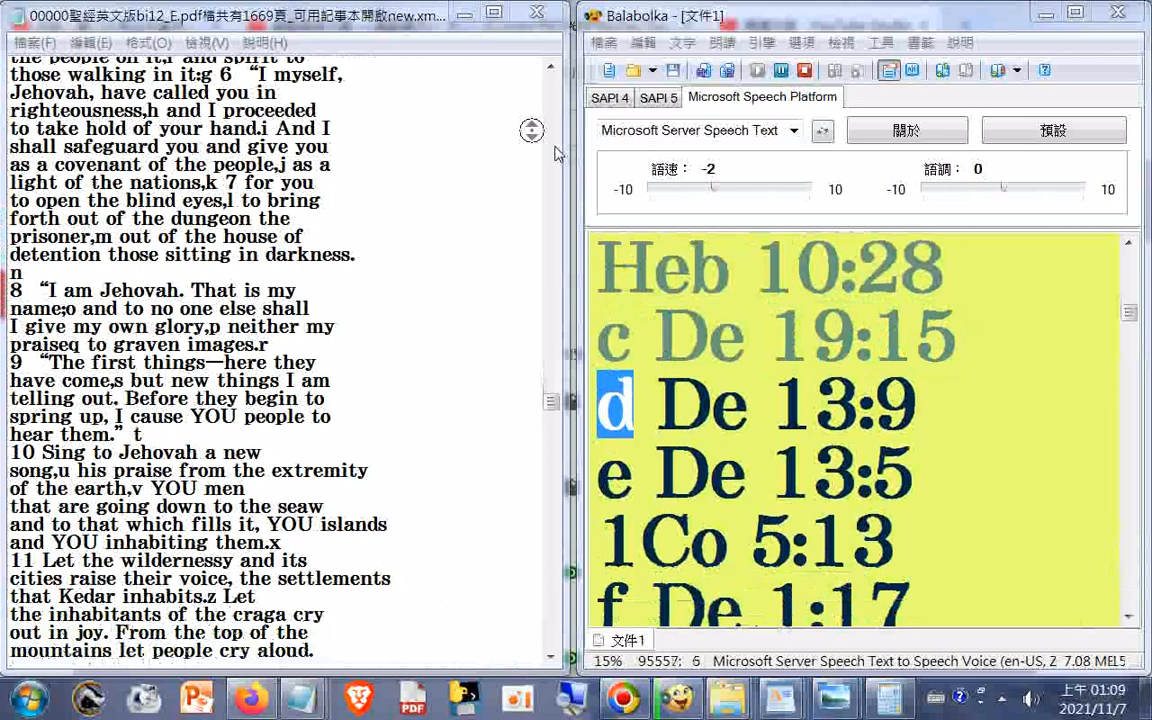 00000聖經英文版bi12_E.pdf檔共有1669頁_可用記事本開啟new.xm...
檔案(F) 編輯(E) 格式(O) 檢視(V) 說明(H)
the people on it,f and spirit to
those walking in it:g 6 “I myself,
Jehovah, have called you in
righteousness,h and I proceeded
to take hold of your hand.i And I
shall safeguard you and give you
as a covenant of the people,j as a
light of the nations,k 7 for you
to open the blind eyes,l to bring
forth out of the dungeon the
prisoner,m out of the house of
detention those sitting in darkness.
n
8 “I am Jehovah. That is my
name;o and to no one else shall
I give my own glory,p neither my
praiseq to graven images.r
9 “The first things—here they
have come,s but new things I am
telling out. Before they begin to
spring up, I cause YOU people to
hear them.” t
10 Sing to Jehovah a new
song,u his praise from the extremity
of the earth,v YOU men
that are going down to the seaw
and to that which fills it, YOU islands
and YOU inhabiting them.x
11 Let the wildernessy and its
cities raise their voice, the settlements
that Kedar inhabits.z Let
the inhabitants of the craga cry
out in joy. From the top of the
mountains let people cry aloud.
Balabolka - [文件1]
檔案 編輯 文字 朗讀 引擎 選項 檢視 工具 書籤 說明
SAPI 4 SAPI 5 Microsoft Speech Platform
Microsoft Server Speech Text 關於 預設
語速： -2 語調： 0
-10 10 -10 10
Heb 10:28
c De 19:15
d De 13:9
e De 13:5
1Co 5:13
f De 1:17
文件1
15% 95557: 6 Microsoft Server Speech Text to Speech Voice (en-US, Z 7.08 MB
PDF
上午 01:09
2021/11/7